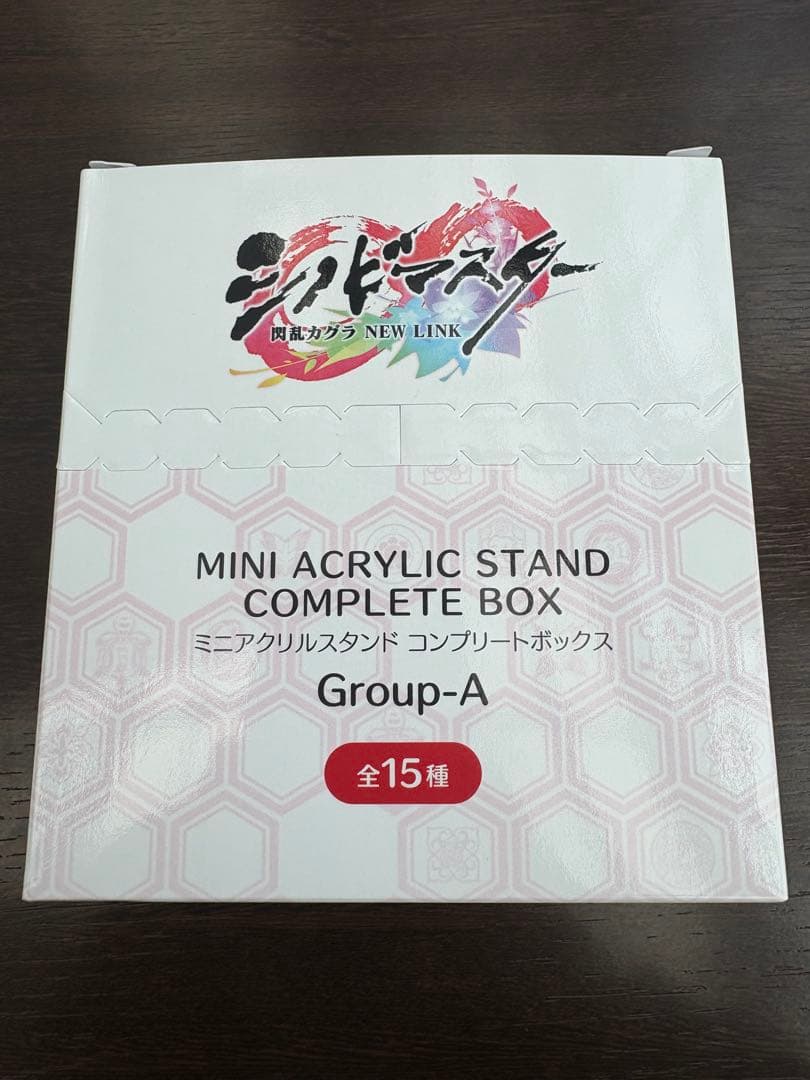 シノビマスター
閃乱カグラ NEW LINK
MINI ACRYLIC STAND
COMPLETE BOX
ミニアクリルスタンド コンプリートボックス
Group-A
全15種